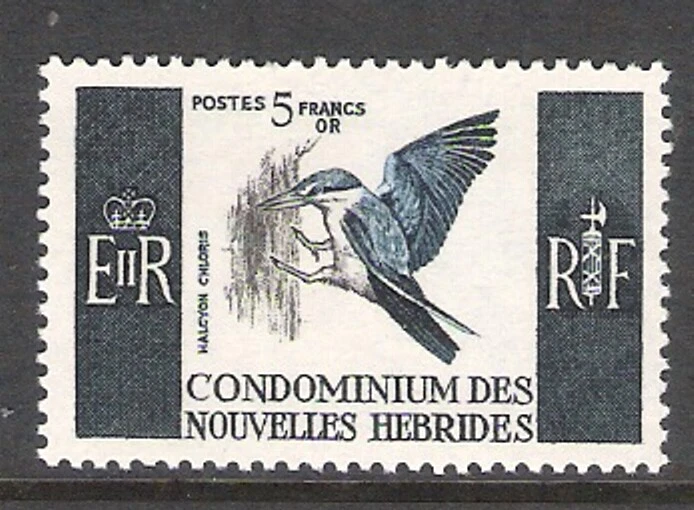 POSTES 5 FRANCS
OR
HALCYON CHLORIS
EIIR
RF
CONDOMINIUM DES
NOUVELLES HEBRIDES